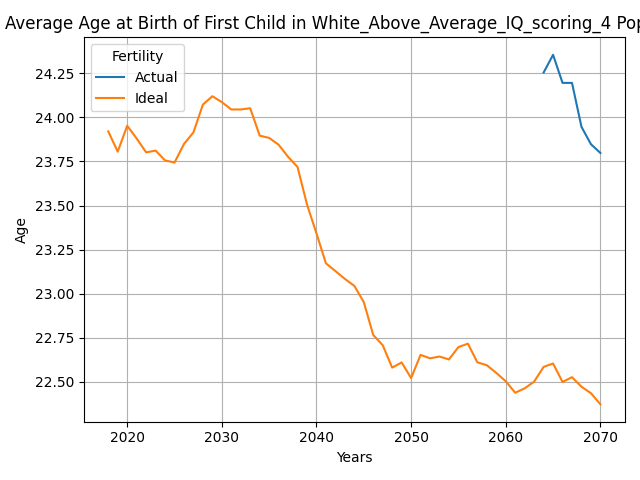 Average Age at Birth of First Child in White_Above_Average_IQ_scoring_4 Pop
Fertility
Actual
Ideal
24.25
24.00
23.75
23.50
23.25
23.00
22.75
22.50
Age
2020 2030 2040 2050 2060 2070
Years